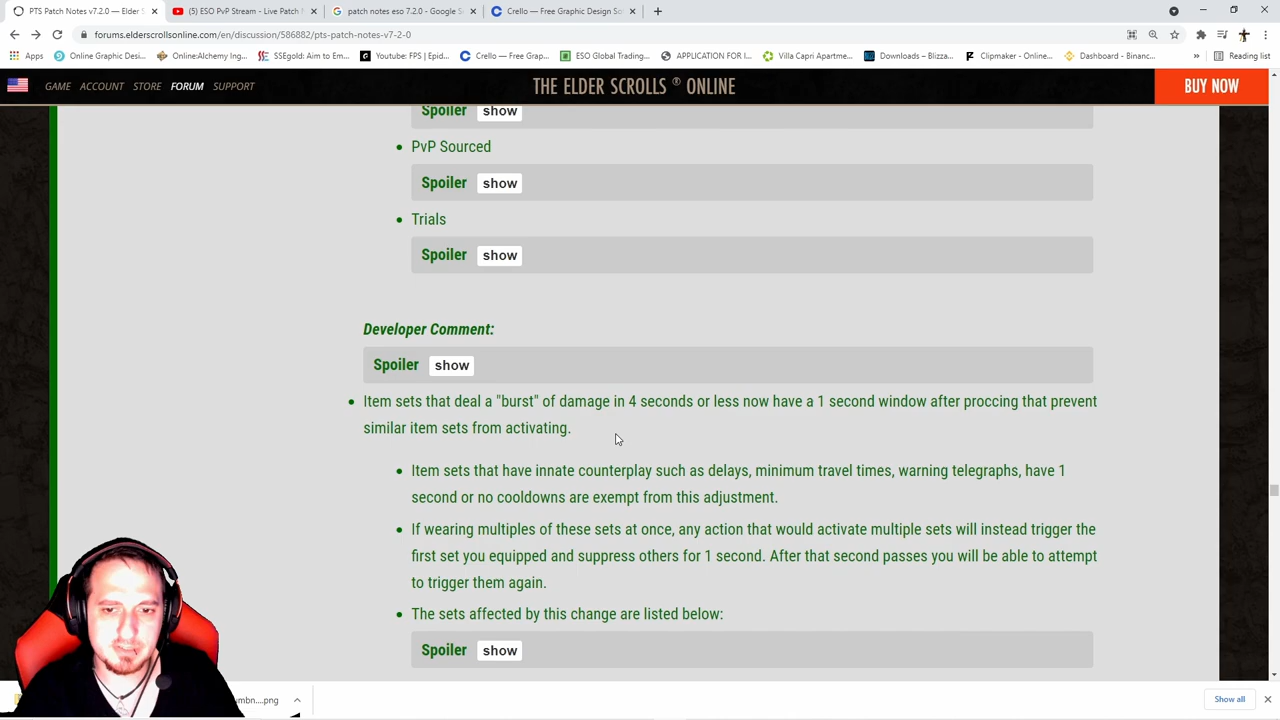 PTS Patch Notes v7.2.0 — Elder S
(5) ESO PvP Stream - Live Patch N
patch notes eso 7.2.0 - Google Se
Crello — Free Graphic Design So
forums.elderscrollsonline.com/en/discussion/586882/pts-patch-notes-v7-2-0
Apps
Online Graphic Desi...
Online:Alchemy Ing...
SSEgold: Aim to Em...
Youtube: FPS | Epid...
Crello — Free Grap...
ESO Global Trading...
APPLICATION FOR I...
Villa Capri Apartme...
Downloads – Blizza...
Clipmaker - Online...
Dashboard - Binanc...
»
Reading list
GAME ACCOUNT STORE FORUM SUPPORT
THE ELDER SCROLLS ® ONLINE
BUY NOW
Spoiler show
• PvP Sourced
Spoiler show
• Trials
Spoiler show
Developer Comment:
Spoiler show
• Item sets that deal a "burst" of damage in 4 seconds or less now have a 1 second window after proccing that prevent
similar item sets from activating.
• Item sets that have innate counterplay such as delays, minimum travel times, warning telegraphs, have 1
second or no cooldowns are exempt from this adjustment.
• If wearing multiples of these sets at once, any action that would activate multiple sets will instead trigger the
first set you equipped and suppress others for 1 second. After that second passes you will be able to attempt
to trigger them again.
• The sets affected by this change are listed below:
Spoiler show
mbn....png
Show all